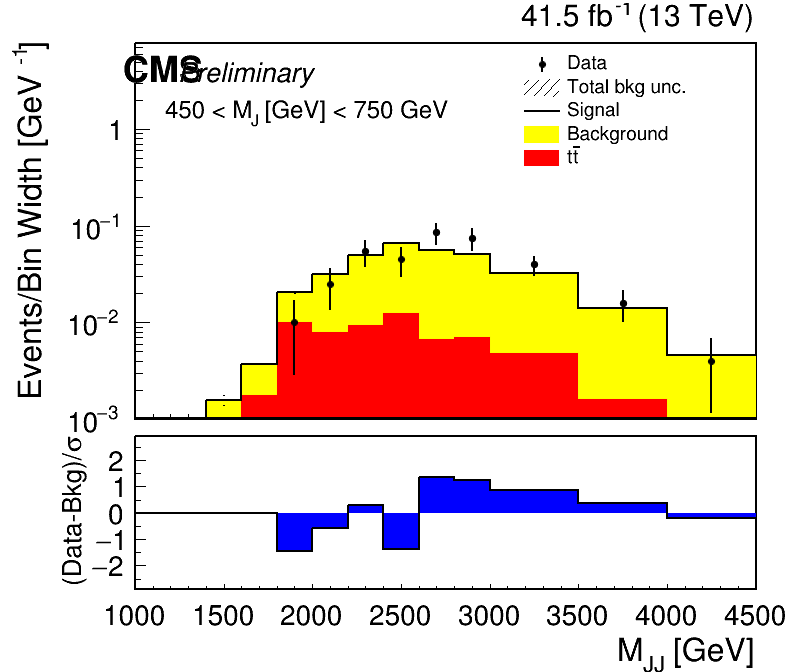 41.5 fb⁻¹ (13 TeV)
CMS Preliminary
450 < M_J [GeV] < 750 GeV
Data
Total bkg unc.
Signal
Background
tt̄
Events/Bin Width [GeV⁻¹]
1
10⁻¹
10⁻²
10⁻³
(Data-Bkg)/σ
2
1
0
−1
−2
1000 1500 2000 2500 3000 3500 4000 4500
M_JJ [GeV]